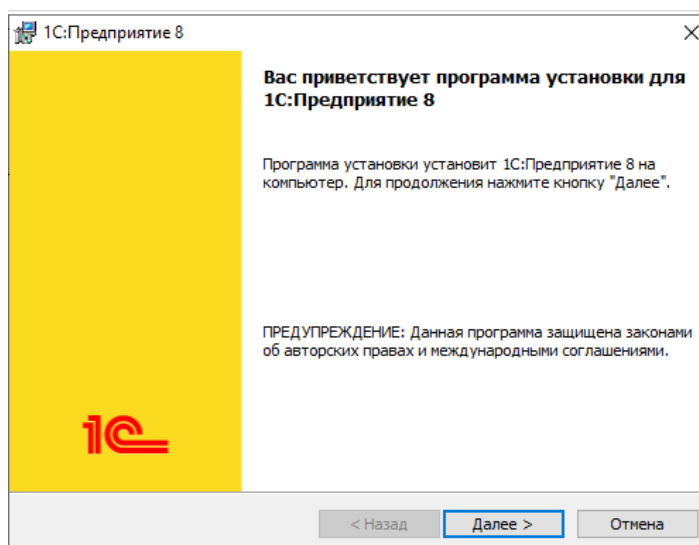 1С:Предприятие 8
Вас приветствует программа установки для
1С:Предприятие 8
Программа установки установит 1С:Предприятие 8 на
компьютер. Для продолжения нажмите кнопку "Далее".
ПРЕДУПРЕЖДЕНИЕ: Данная программа защищена законами
об авторских правах и международными соглашениями.
1С
< Назад
Далее >
Отмена